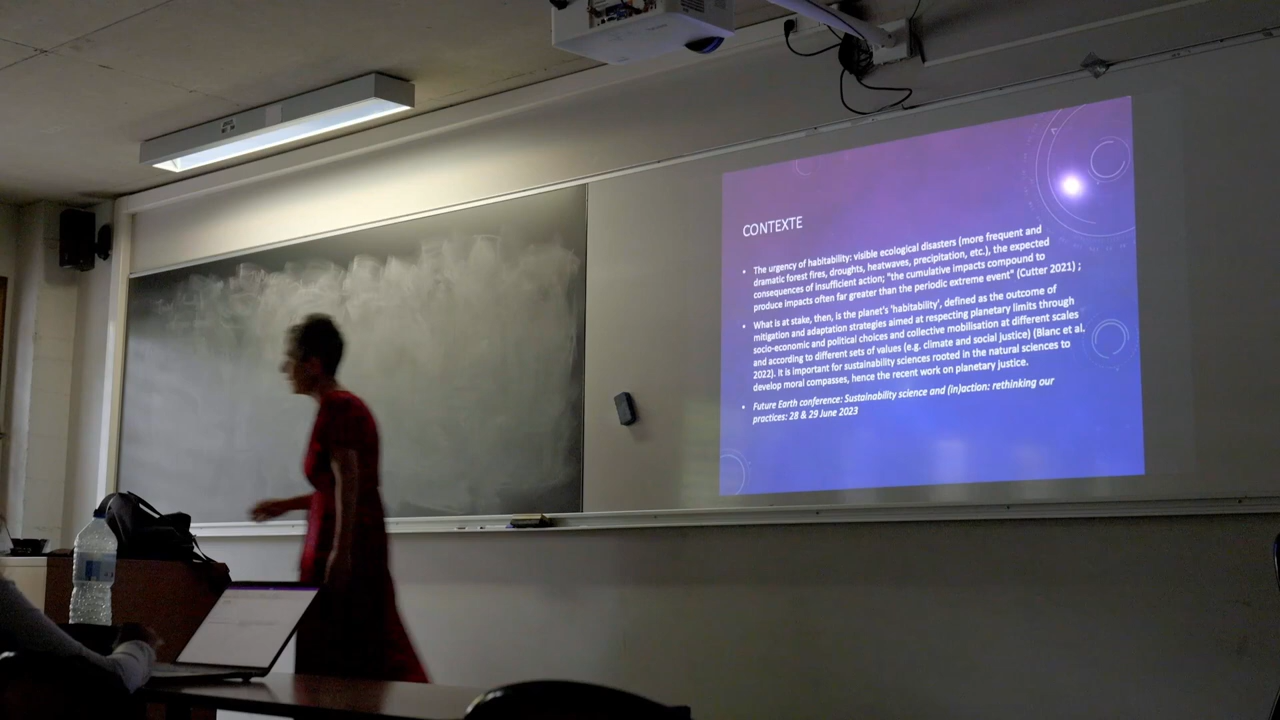 CONTEXTE
• The urgency of habitability: visible ecological disasters (more frequent and
dramatic forest fires, droughts, heatwaves, precipitation, etc.), the expected
consequences of insufficient action; "the cumulative impacts compound to
produce impacts often far greater than the periodic extreme event" (Cutter 2021) ;
• What is at stake, then, is the planet's 'habitability', defined as the outcome of
mitigation and adaptation strategies aimed at respecting planetary limits through
socio-economic and political choices and collective mobilisation at different scales
and according to different sets of values (e.g. climate and social justice) (Blanc et al.
2022). It is important for sustainability sciences rooted in the natural sciences to
develop moral compasses, hence the recent work on planetary justice.
• Future Earth conference: Sustainability science and (in)action: rethinking our
practices: 28 & 29 June 2023